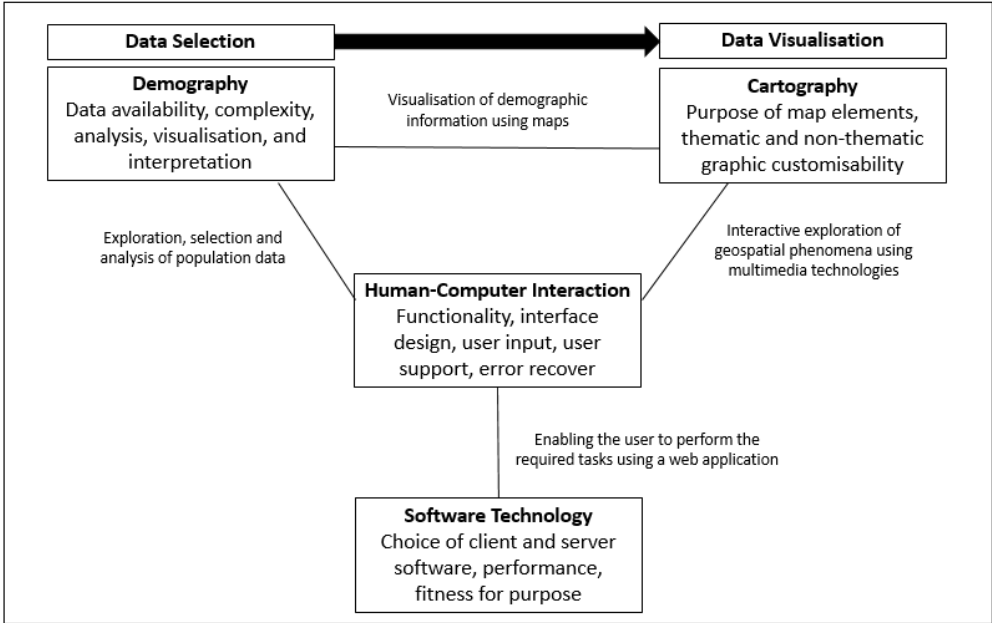 Data Selection
Data Visualisation
Demography
Data availability, complexity,
analysis, visualisation, and
interpretation
Visualisation of demographic
information using maps
Cartography
Purpose of map elements,
thematic and non-thematic
graphic customisability
Exploration, selection and
analysis of population data
Interactive exploration of
geospatial phenomena using
multimedia technologies
Human-Computer Interaction
Functionality, interface
design, user input, user
support, error recover
Enabling the user to perform the
required tasks using a web application
Software Technology
Choice of client and server
software, performance,
fitness for purpose